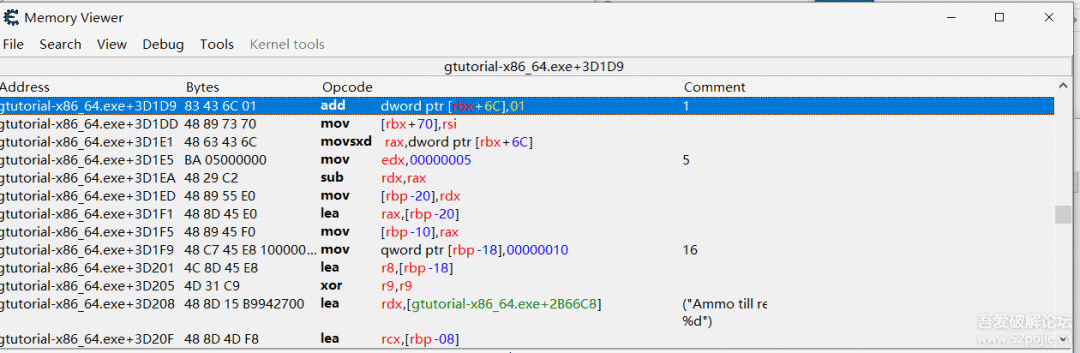 Memory Viewer
File Search View Debug Tools Kernel tools
gtutorial-x86_64.exe+3D1D9
Address Bytes Opcode Comment
gtutorial-x86_64.exe+3D1D9 83 43 6C 01 add dword ptr [rbx+6C],01 1
gtutorial-x86_64.exe+3D1DD 48 89 73 70 mov [rbx+70],rsi
gtutorial-x86_64.exe+3D1E1 48 63 43 6C movsxd rax,dword ptr [rbx+6C]
gtutorial-x86_64.exe+3D1E5 BA 05000000 mov edx,00000005 5
gtutorial-x86_64.exe+3D1EA 48 29 C2 sub rdx,rax
gtutorial-x86_64.exe+3D1ED 48 89 55 E0 mov [rbp-20],rdx
gtutorial-x86_64.exe+3D1F1 48 8D 45 E0 lea rax,[rbp-20]
gtutorial-x86_64.exe+3D1F5 48 89 45 F0 mov [rbp-10],rax
gtutorial-x86_64.exe+3D1F9 48 C7 45 E8 100000... mov qword ptr [rbp-18],00000010 16
gtutorial-x86_64.exe+3D201 4C 8D 45 E8 lea r8,[rbp-18]
gtutorial-x86_64.exe+3D205 4D 31 C9 xor r9,r9
gtutorial-x86_64.exe+3D208 48 8D 15 B9942700 lea rdx,[gtutorial-x86_64.exe+2B66C8] ("Ammo till re
%d")
gtutorial-x86_64.exe+3D20F 48 8D 4D F8 lea rcx,[rbp-08]
吾爱破解论坛
www.52pojie.cn